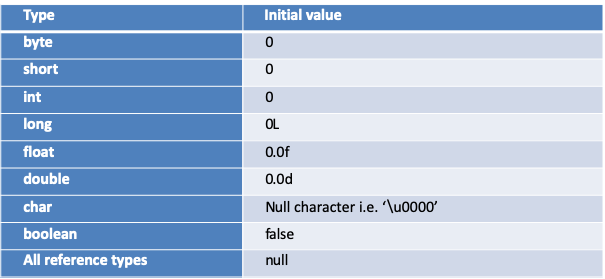 Type Initial value
byte 0
short 0
int 0
long 0L
float 0.0f
double 0.0d
char Null character i.e. ‘\u0000’
boolean false
All reference types null